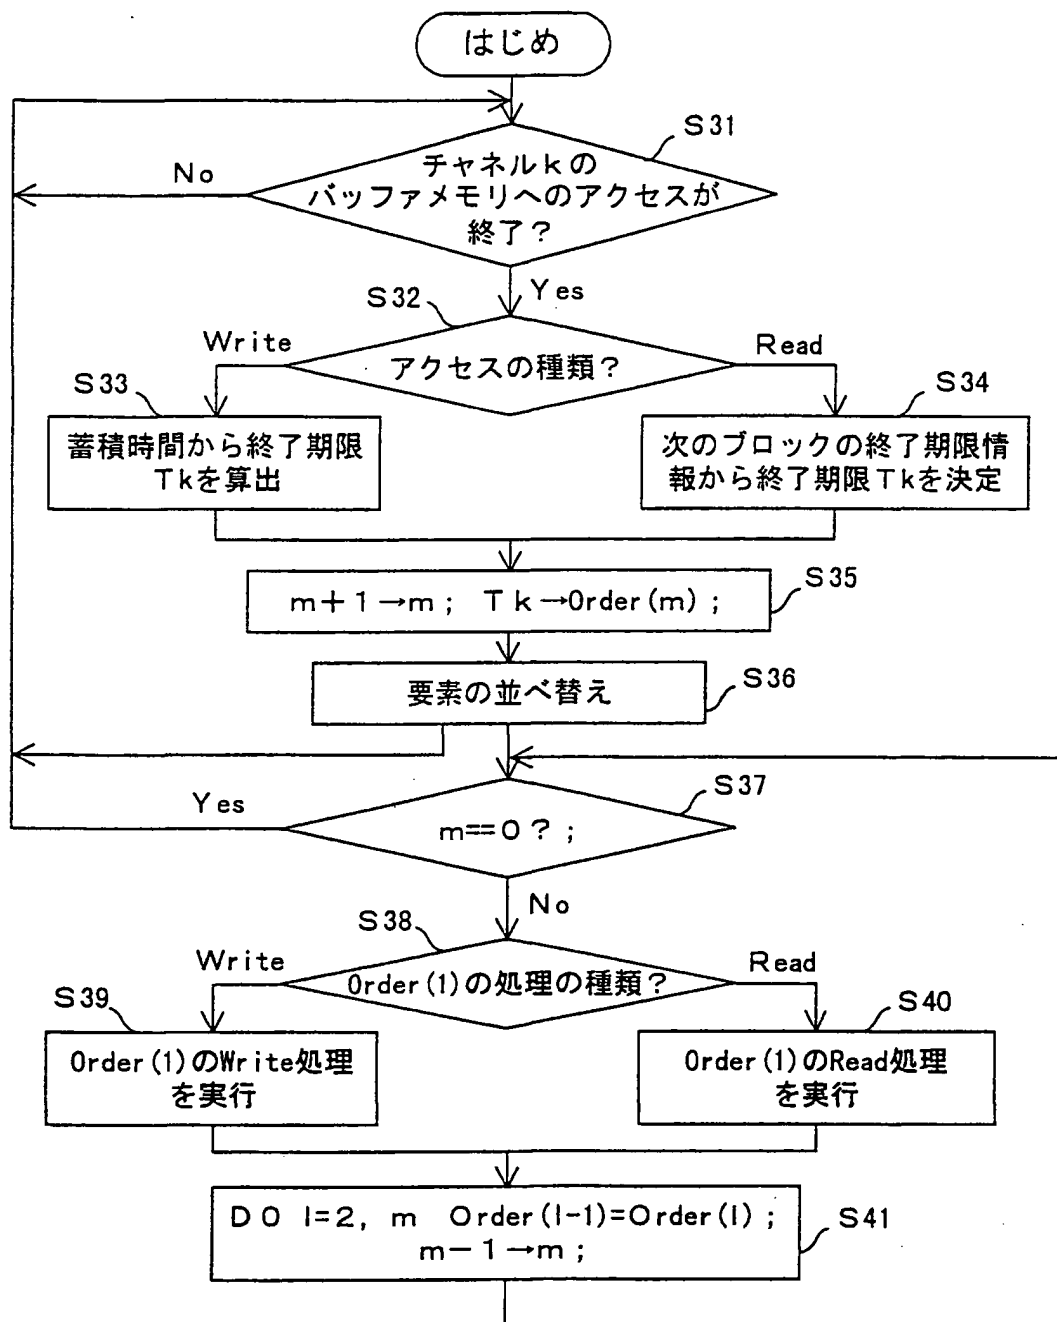 はじめ
S31
チャネルkの
バッファメモリへのアクセスが
終了?
No
Yes
S32
アクセスの種類?
Write
Read
S33
蓄積時間から終了期限
Tkを算出
S34
次のブロックの終了期限情
報から終了期限Tkを決定
S35
m+1→m; Tk→Order(m);
S36
要素の並べ替え
S37
Yes
m==0?;
No
S38
Write
Order(1)の処理の種類?
Read
S39
Order(1)のWrite処理
を実行
S40
Order(1)のRead処理
を実行
S41
DO l=2, m Order(l-1)=Order(l);
m-1→m;